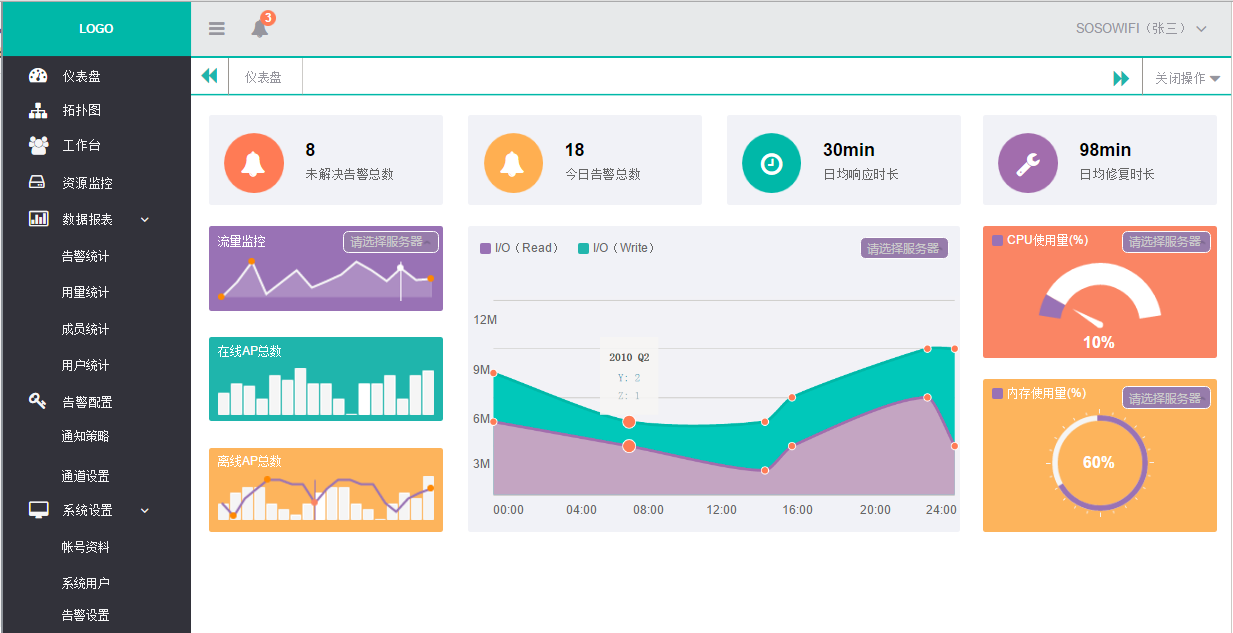 LOGO
3
SOSOWIFI（张三）
仪表盘
关闭操作
仪表盘
拓扑图
工作台
资源监控
数据报表
告警统计
用量统计
成员统计
用户统计
告警配置
通知策略
通道设置
系统设置
帐号资料
系统用户
告警设置
8
未解决告警总数
18
今日告警总数
30min
日均响应时长
98min
日均修复时长
流量监控
请选择服务器
在线AP总数
离线AP总数
I/O（Read）
I/O（Write）
请选择服务器
12M
9M
6M
3M
2010 Q2
Y: 2
Z: 1
00:00 04:00 08:00 12:00 16:00 20:00 24:00
CPU使用量(%)
请选择服务器
10%
内存使用量(%)
请选择服务器
60%